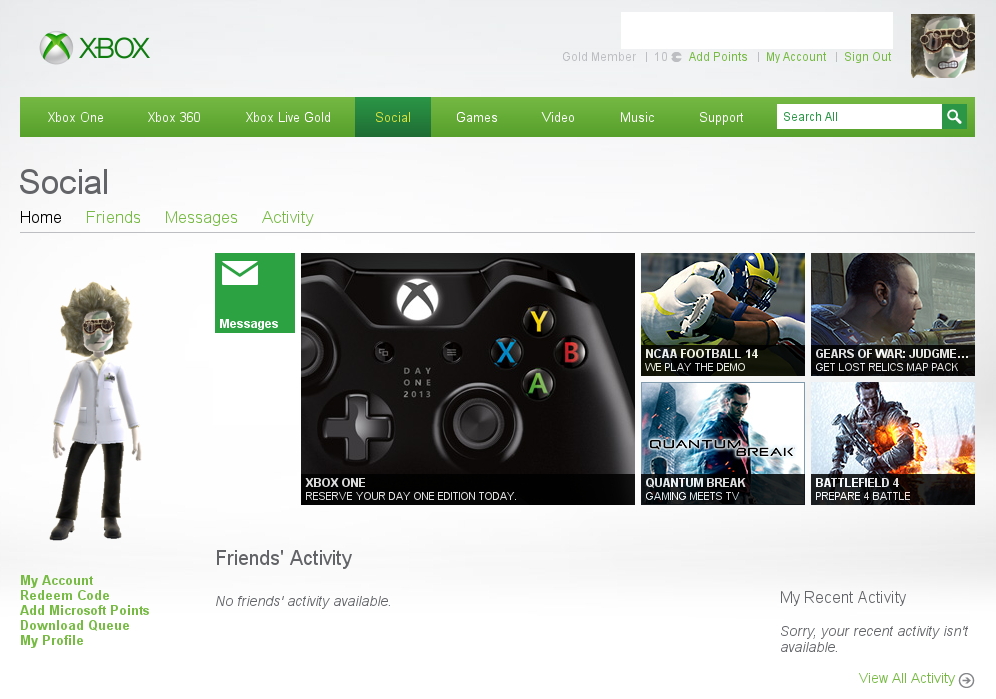 XBOX
Gold Member | 10 Add Points | My Account | Sign Out
Xbox One Xbox 360 Xbox Live Gold Social Games Video Music Support Search All
Social
Home Friends Messages Activity
Messages
Y
X B
A
DAY
ONE
2013
XBOX ONE
RESERVE YOUR DAY ONE EDITION TODAY.
NCAA FOOTBALL 14
WE PLAY THE DEMO
GEARS OF WAR: JUDGME...
GET LOST RELICS MAP PACK
QUANTUM BREAK
QUANTUM BREAK
GAMING MEETS TV
BATTLEFIELD 4
PREPARE 4 BATTLE
My Account
Redeem Code
Add Microsoft Points
Download Queue
My Profile
Friends' Activity
No friends' activity available.
My Recent Activity
Sorry, your recent activity isn't
available.
View All Activity